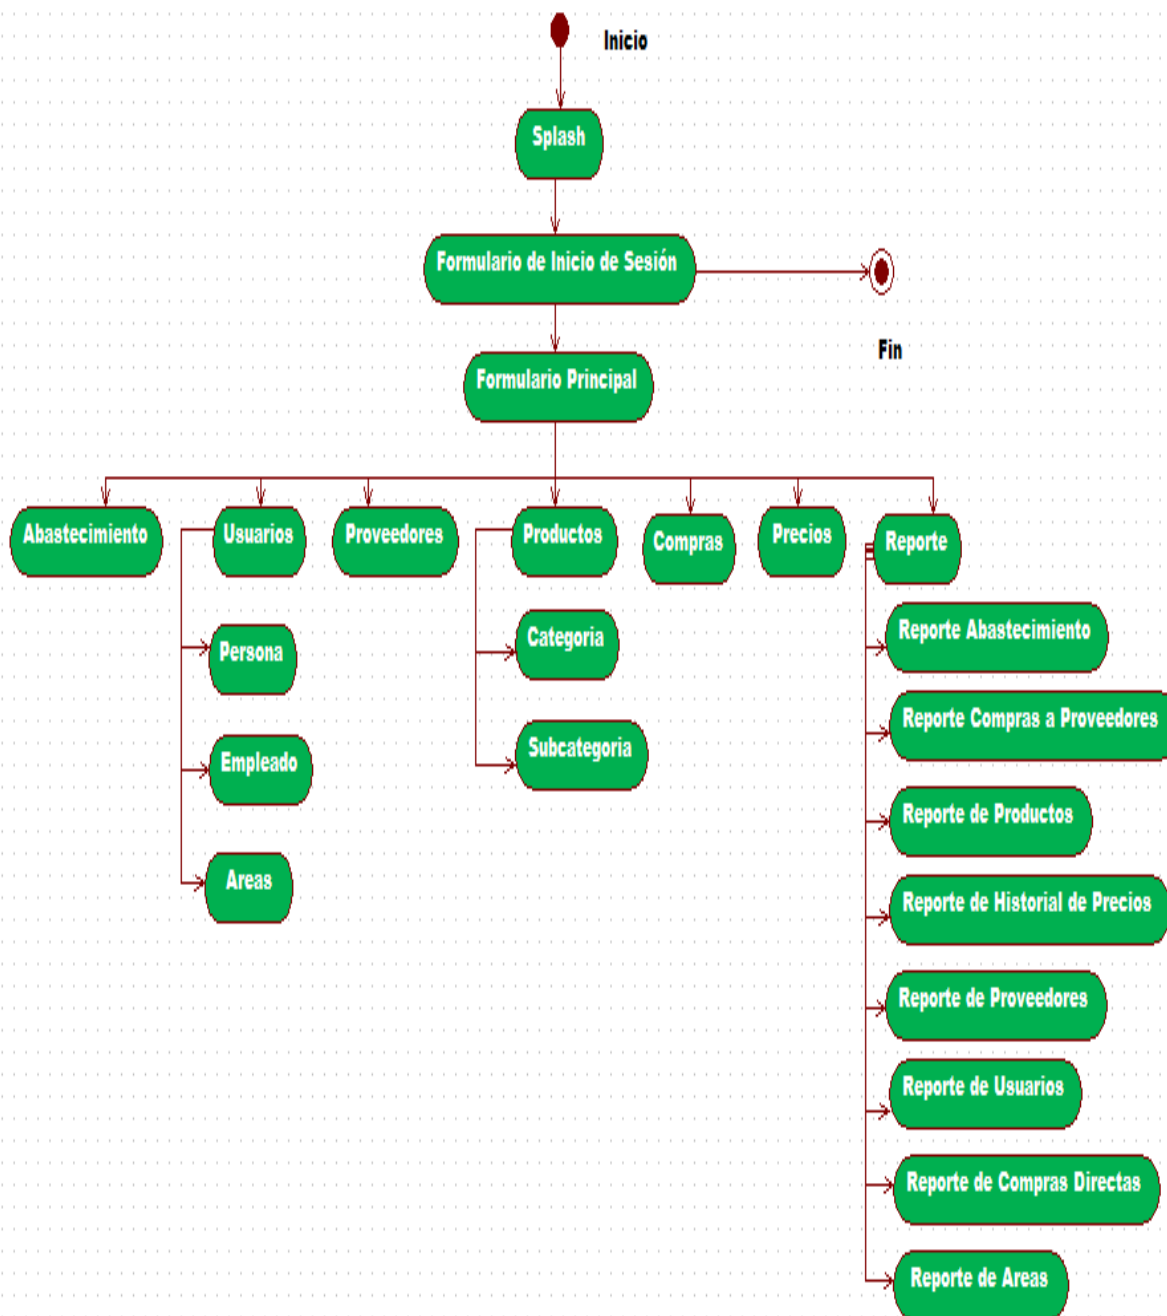 Inicio
Splash
Formulario de Inicio de Sesión
Fin
Formulario Principal
Abastecimiento
Usuarios
Proveedores
Productos
Compras
Precios
Reporte
Persona
Empleado
Areas
Categoria
Subcategoria
Reporte Abastecimiento
Reporte Compras a Proveedores
Reporte de Productos
Reporte de Historial de Precios
Reporte de Proveedores
Reporte de Usuarios
Reporte de Compras Directas
Reporte de Areas